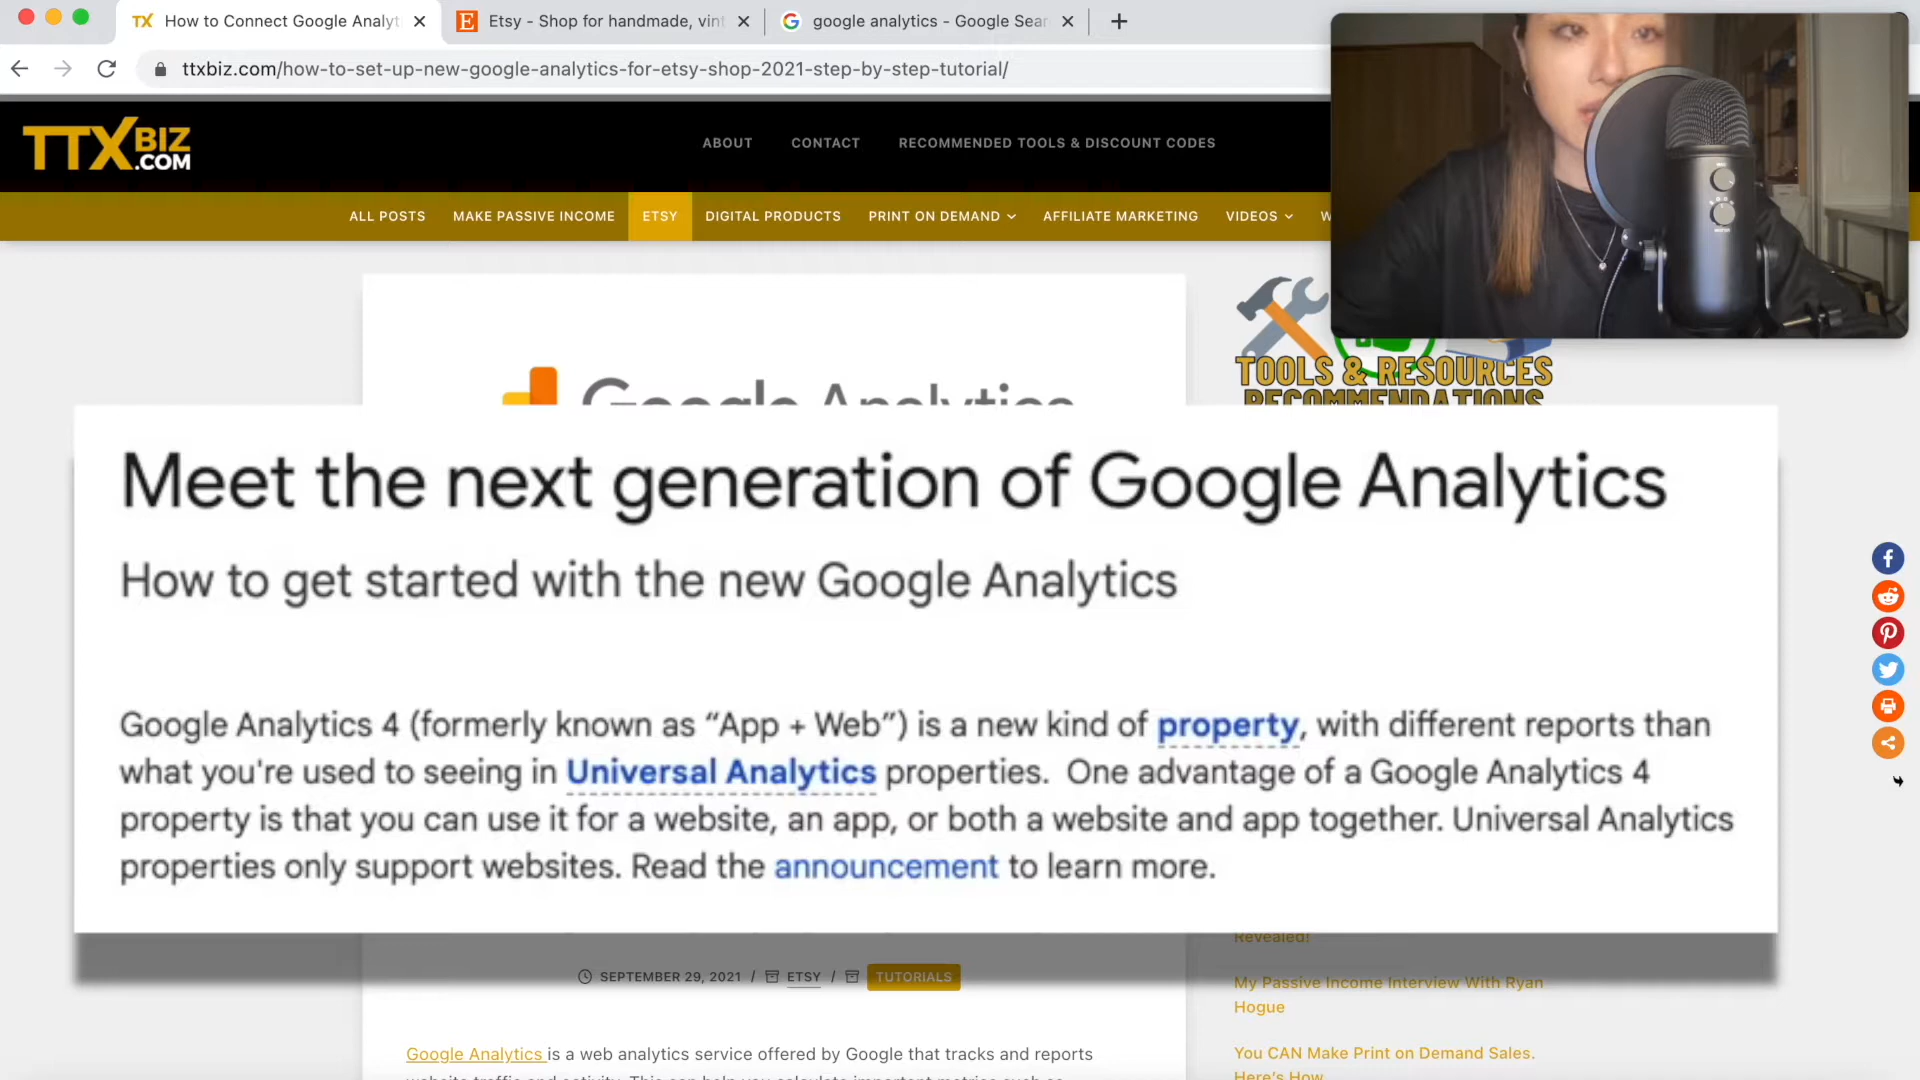 TX How to Connect Google Analyt
Etsy - Shop for handmade, vint
google analytics - Google Sear
ttxbiz.com/how-to-set-up-new-google-analytics-for-etsy-shop-2021-step-by-step-tutorial/
TTXBIZ.COM
ABOUT CONTACT RECOMMENDED TOOLS & DISCOUNT CODES
ALL POSTS MAKE PASSIVE INCOME ETSY DIGITAL PRODUCTS PRINT ON DEMAND AFFILIATE MARKETING VIDEOS W
TOOLS & RESOURCES
RECOMMENDATIONS
Google Analytics
Meet the next generation of Google Analytics
How to get started with the new Google Analytics
Google Analytics 4 (formerly known as “App + Web”) is a new kind of property, with different reports than
what you're used to seeing in Universal Analytics properties. One advantage of a Google Analytics 4
property is that you can use it for a website, an app, or both a website and app together. Universal Analytics
properties only support websites. Read the announcement to learn more.
Revealed!
SEPTEMBER 29, 2021 / ETSY / TUTORIALS
My Passive Income Interview With Ryan
Hogue
Google Analytics is a web analytics service offered by Google that tracks and reports
You CAN Make Print on Demand Sales.
Here's How